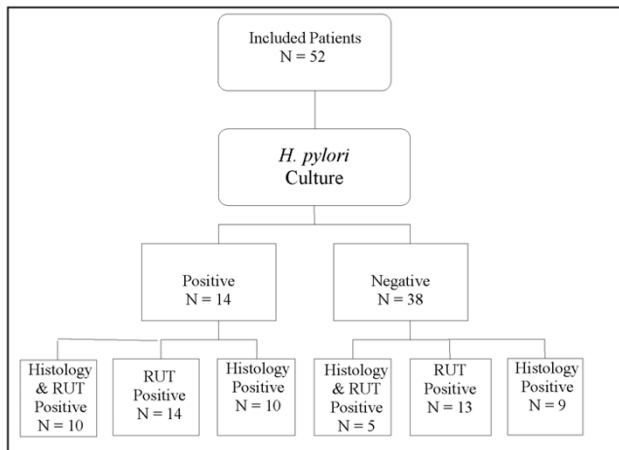 Included Patients
N = 52
H. pylori
Culture
Positive
N = 14
Negative
N = 38
Histology
& RUT
Positive
N = 10
RUT
Positive
N = 14
Histology
Positive
N = 10
Histology
& RUT
Positive
N = 5
RUT
Positive
N = 13
Histology
Positive
N = 9